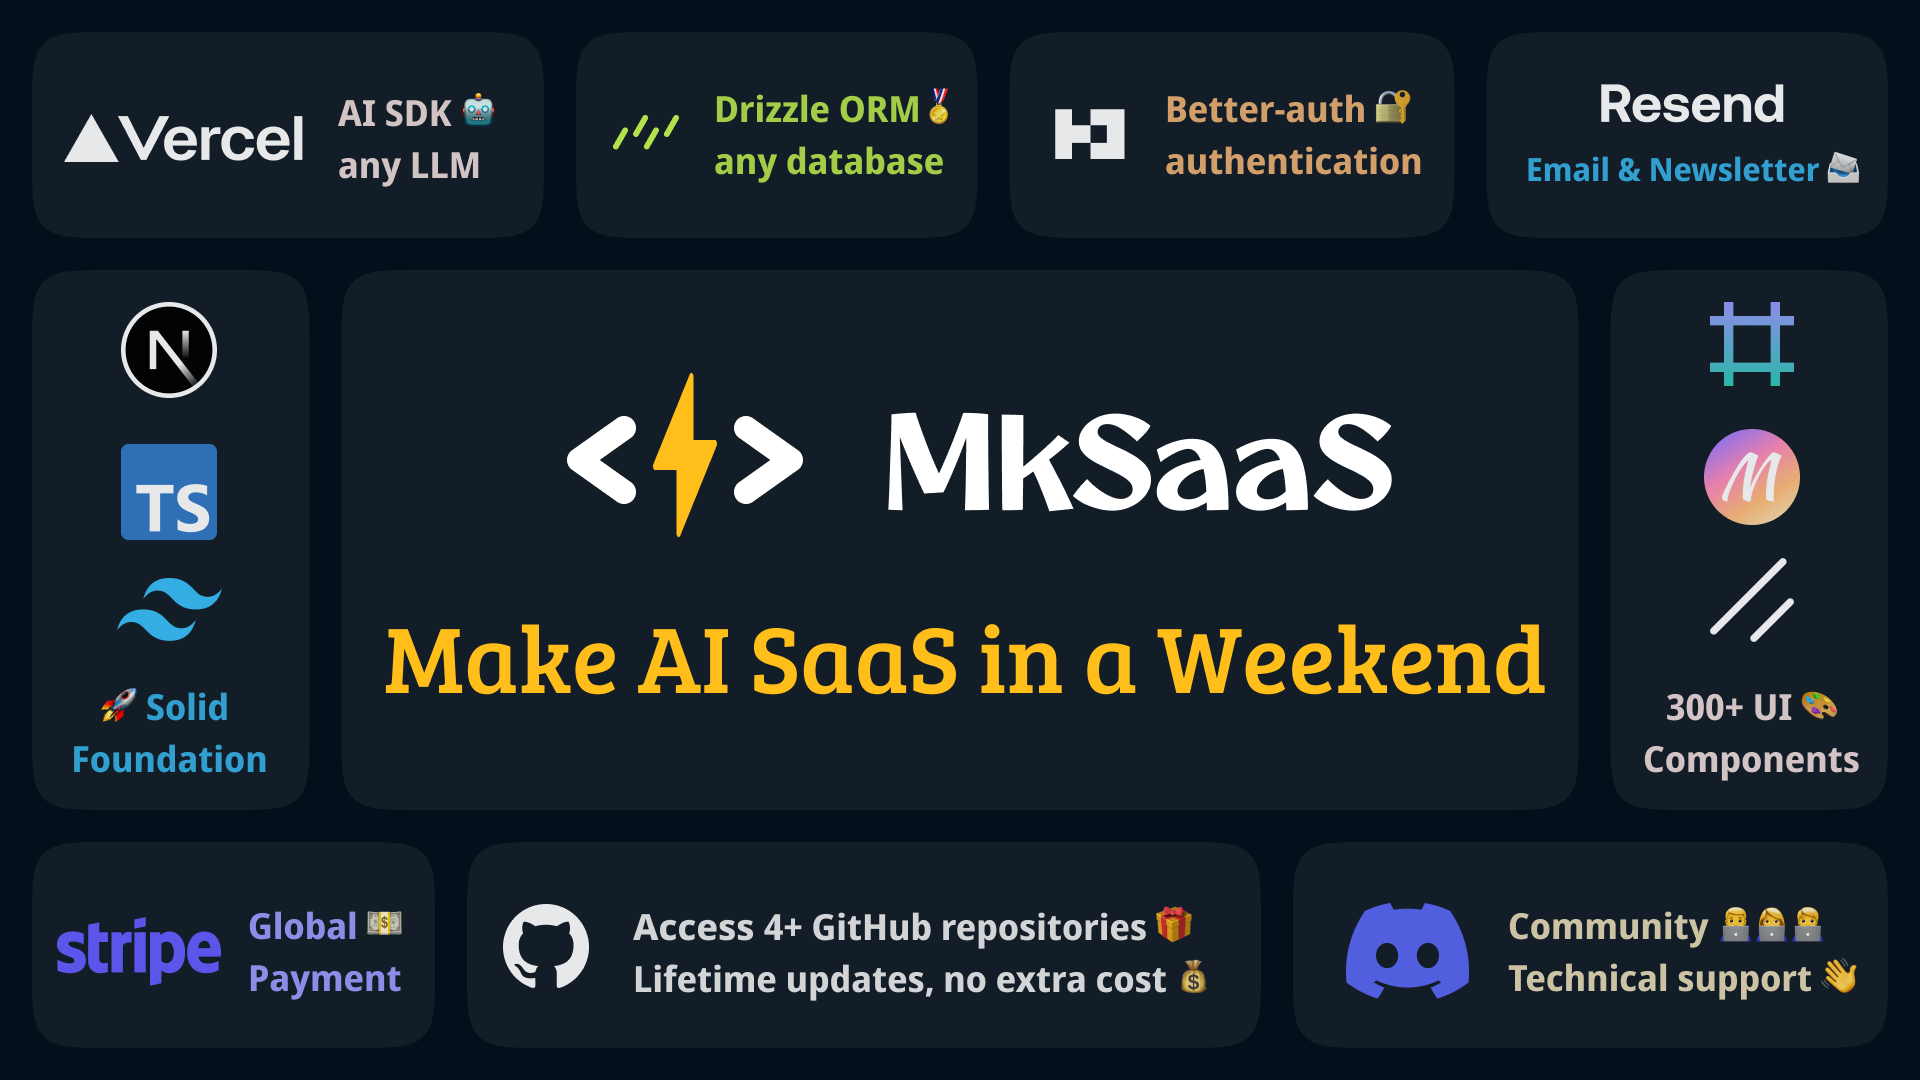 Vercel
AI SDK 🤖
any LLM
Drizzle ORM🏅
any database
Better-auth 🔐
authentication
Resend
Email & Newsletter 📨
N
TS
🚀 Solid
Foundation
<⚡> MkSaaS
Make AI SaaS in a Weekend
M
300+ UI 🎨
Components
stripe
Global 💵
Payment
Access 4+ GitHub repositories 🎁
Lifetime updates, no extra cost 💰
Community 👨‍💻👩‍💻🧑‍💻
Technical support 👋